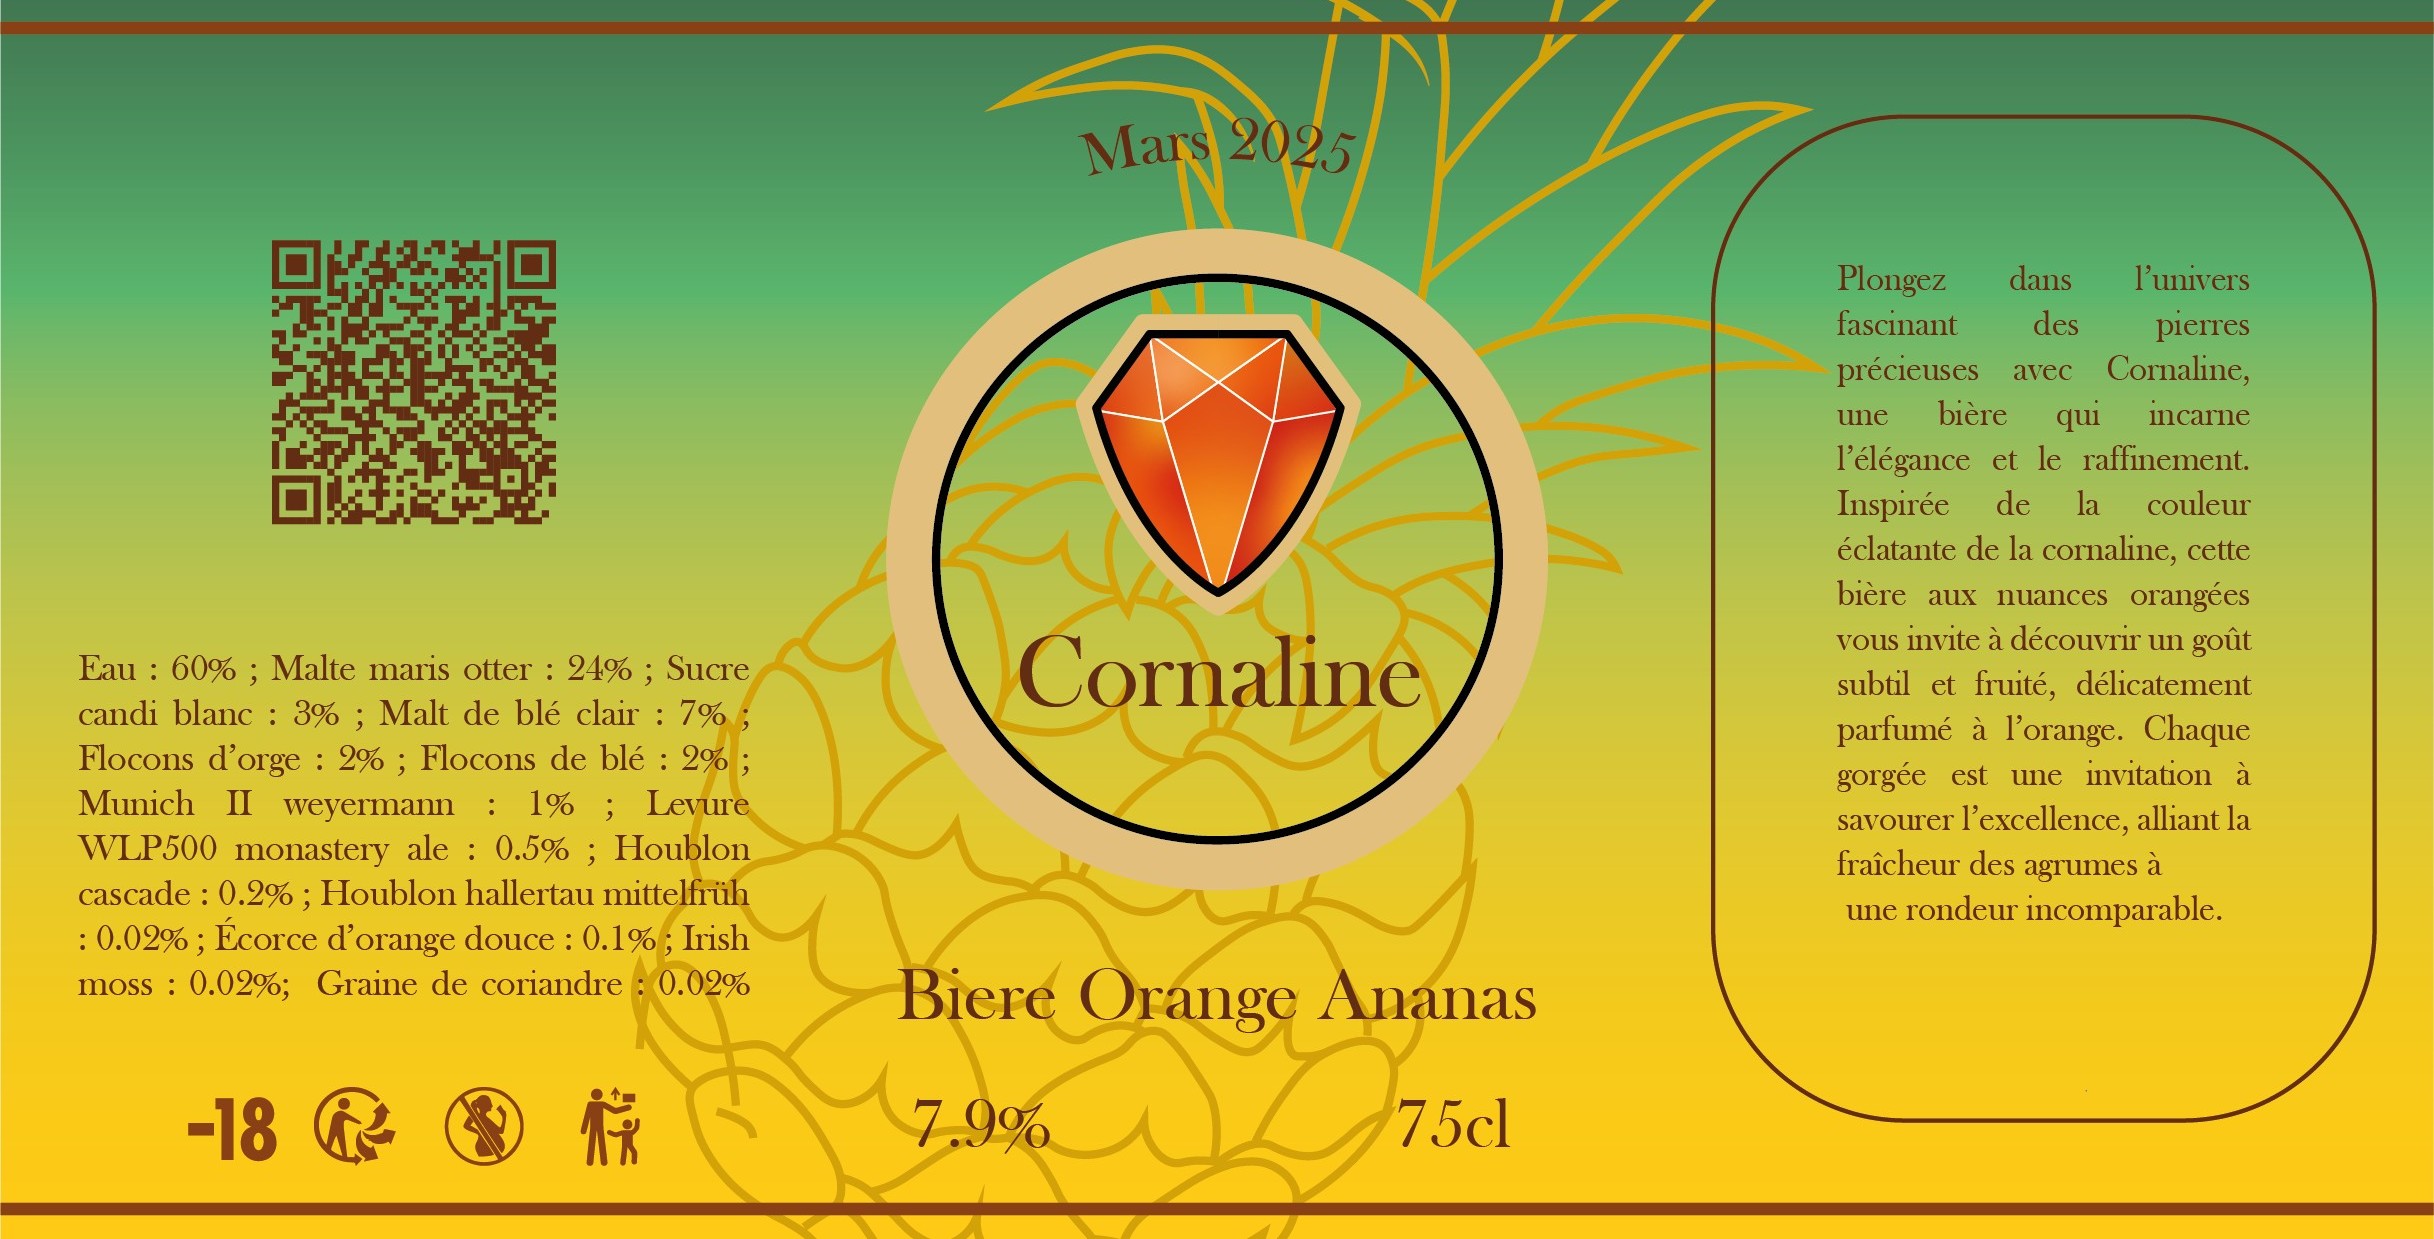 Mars 2025
Cornaline
Biere Orange Ananas
7.9%
75cl
Eau : 60% ; Malte maris otter : 24% ; Sucre
candi blanc : 3% ; Malt de blé clair : 7% ;
Flocons d’orge : 2% ; Flocons de blé : 2% ;
Munich II weyermann : 1% ; Levure
WLP500 monastery ale : 0.5% ; Houblon
cascade : 0.2% ; Houblon hallertau mittelfrüh
: 0.02% ; Écorce d’orange douce : 0.1% ; Irish
moss : 0.02%; Graine de coriandre : 0.02%
-18
Plongez dans l’univers
fascinant des pierres
précieuses avec Cornaline,
une bière qui incarne
l’élégance et le raffinement.
Inspirée de la couleur
éclatante de la cornaline, cette
bière aux nuances orangées
vous invite à découvrir un goût
subtil et fruité, délicatement
parfumé à l’orange. Chaque
gorgée est une invitation à
savourer l’excellence, alliant la
fraîcheur des agrumes à
une rondeur incomparable.